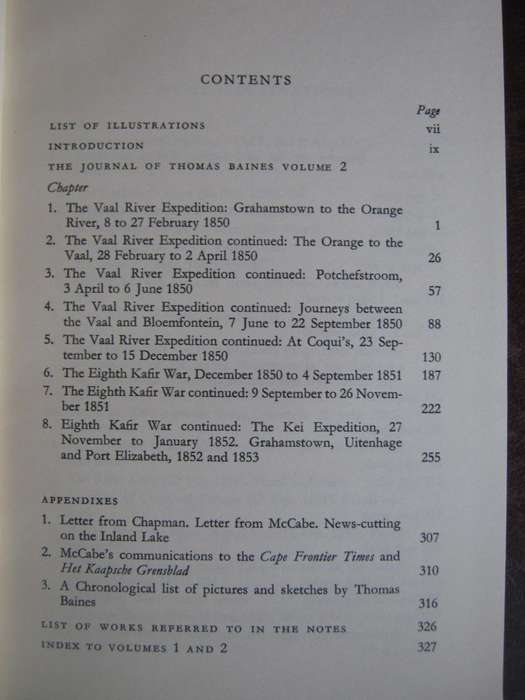 CONTENTS
Page
LIST OF ILLUSTRATIONS vii
INTRODUCTION ix
THE JOURNAL OF THOMAS BAINES VOLUME 2
Chapter
1. The Vaal River Expedition: Grahamstown to the Orange
River, 8 to 27 February 1850 1
2. The Vaal River Expedition continued: The Orange to the
Vaal, 28 February to 2 April 1850 26
3. The Vaal River Expedition continued: Potchefstroom,
3 April to 6 June 1850 57
4. The Vaal River Expedition continued: Journeys between
the Vaal and Bloemfontein, 7 June to 22 September 1850 88
5. The Vaal River Expedition continued: At Coqui's, 23 Sep-
tember to 15 December 1850 130
6. The Eighth Kafir War, December 1850 to 4 September 1851 187
7. The Eighth Kafir War continued: 9 September to 26 Novem-
ber 1851 222
8. Eighth Kafir War continued: The Kei Expedition, 27
November to January 1852. Grahamstown, Uitenhage
and Port Elizabeth, 1852 and 1853 255
APPENDIXES
1. Letter from Chapman. Letter from McCabe. News-cutting
on the Inland Lake 307
2. McCabe's communications to the Cape Frontier Times and
Het Kaapsche Grensblad 310
3. A Chronological list of pictures and sketches by Thomas
Baines 316
LIST OF WORKS REFERRED TO IN THE NOTES 326
INDEX TO VOLUMES 1 AND 2 327